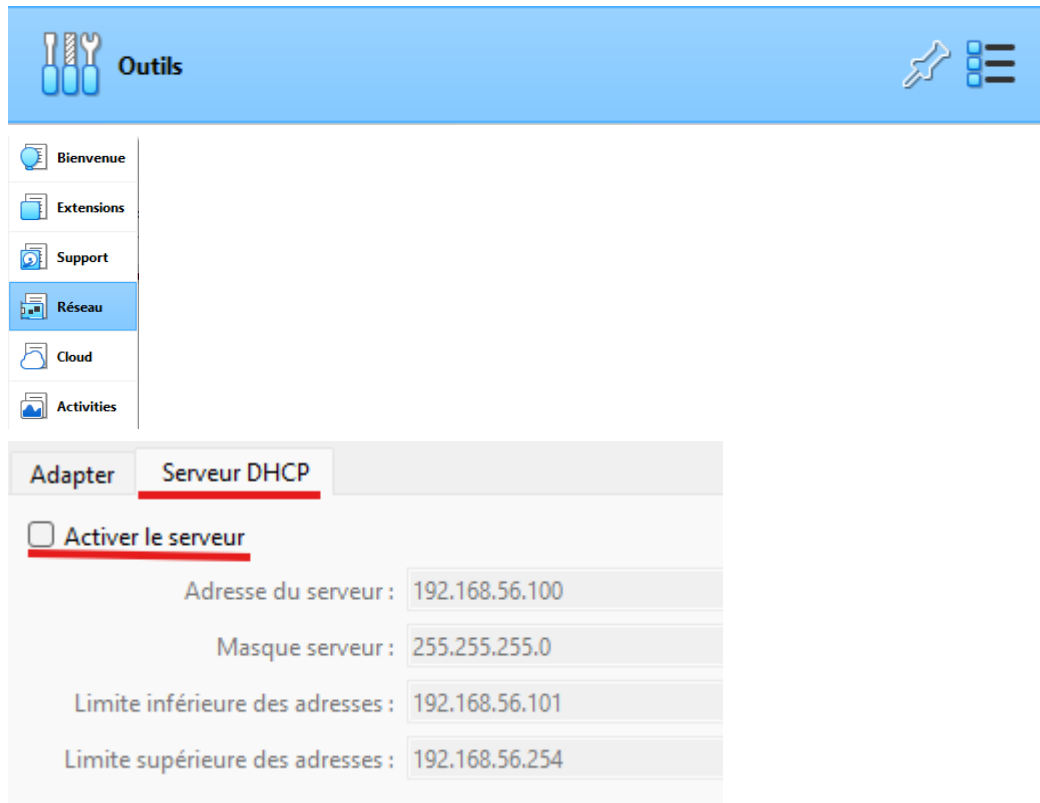 Outils
Bienvenue
Extensions
Support
Réseau
Cloud
Activities
Adapter Serveur DHCP
Activer le serveur
Adresse du serveur : 192.168.56.100
Masque serveur : 255.255.255.0
Limite inférieure des adresses : 192.168.56.101
Limite supérieure des adresses : 192.168.56.254